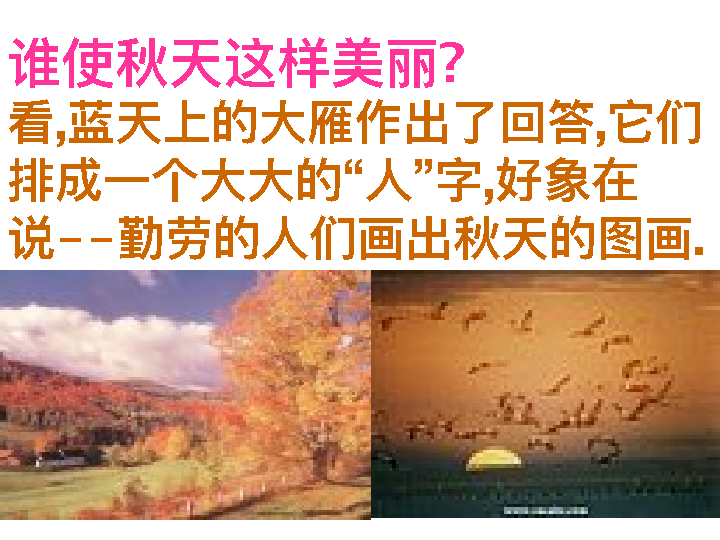 谁使秋天这样美丽?
看,蓝天上的大雁作出了回答,它们
排成一个大大的“人”字,好象在
说--勤劳的人们画出秋天的图画.